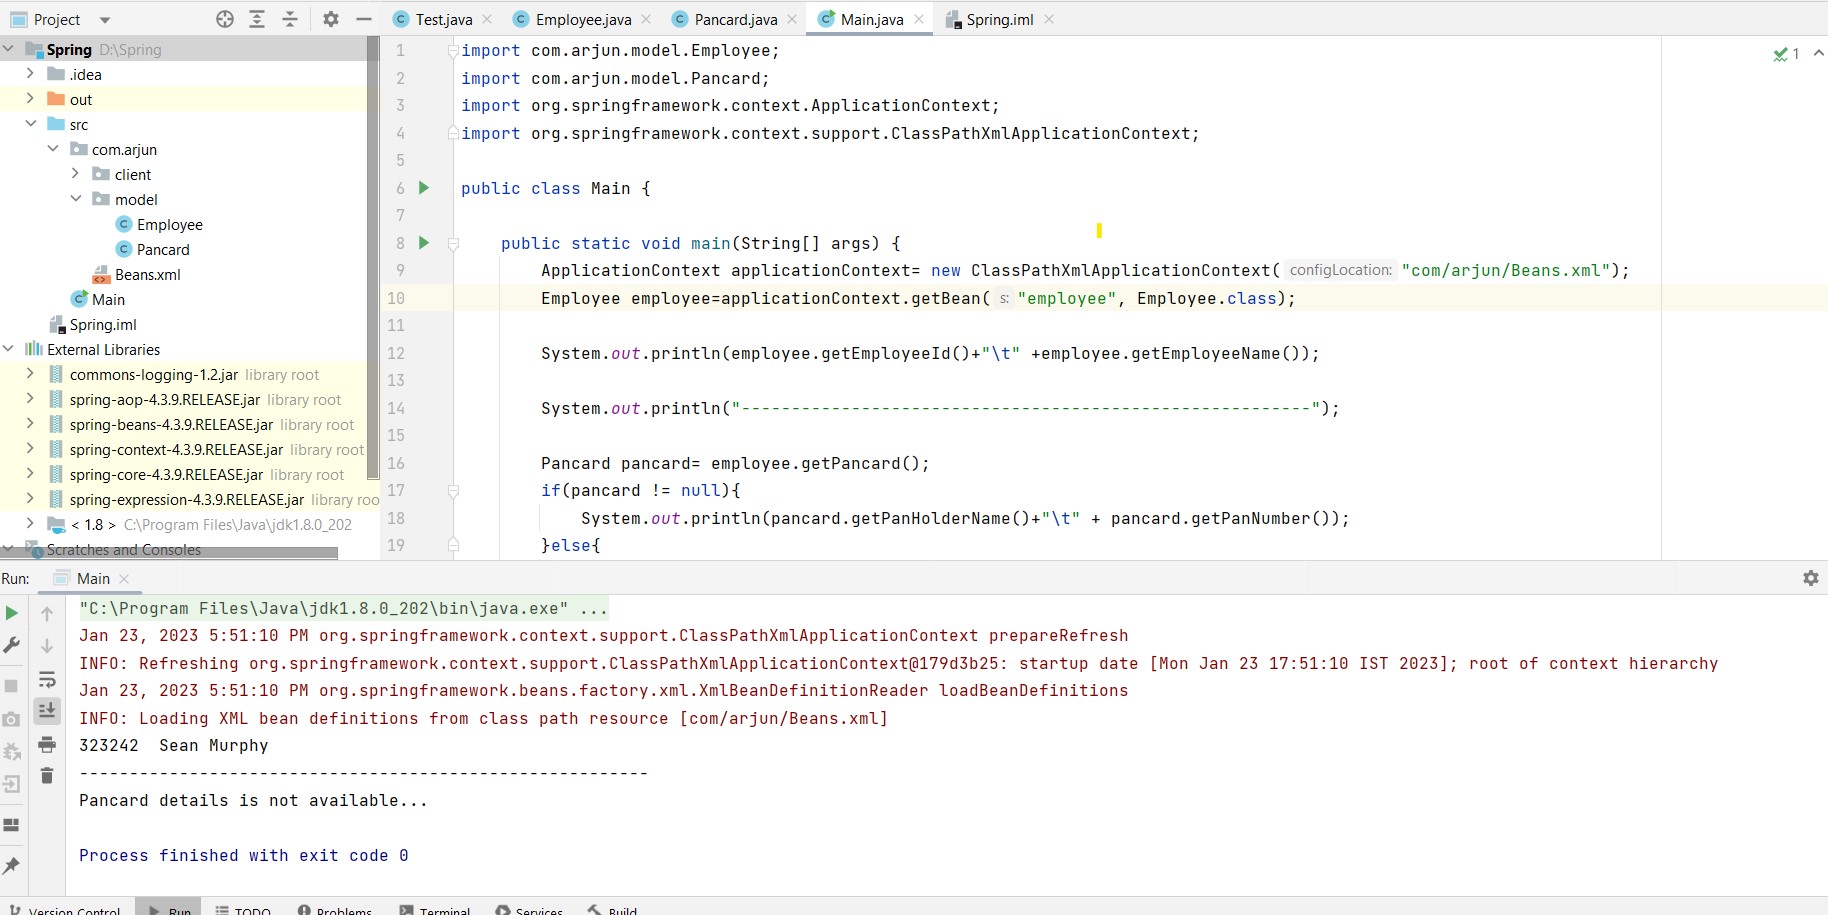 Project
Test.java
Employee.java
Pancard.java
Main.java
Spring.iml
Spring D:\Spring
.idea
out
src
com.arjun
client
model
Employee
Pancard
Beans.xml
Main
Spring.iml
External Libraries
commons-logging-1.2.jar library root
spring-aop-4.3.9.RELEASE.jar library root
spring-beans-4.3.9.RELEASE.jar library root
spring-context-4.3.9.RELEASE.jar library root
spring-core-4.3.9.RELEASE.jar library root
spring-expression-4.3.9.RELEASE.jar library roo
< 1.8 > C:\Program Files\Java\jdk1.8.0_202
Scratches and Consoles
1 import com.arjun.model.Employee;
2 import com.arjun.model.Pancard;
3 import org.springframework.context.ApplicationContext;
4 import org.springframework.context.support.ClassPathXmlApplicationContext;
5
6 public class Main {
7
8 public static void main(String[] args) {
9 ApplicationContext applicationContext= new ClassPathXmlApplicationContext( configLocation: "com/arjun/Beans.xml");
10 Employee employee=applicationContext.getBean( s: "employee", Employee.class);
11
12 System.out.println(employee.getEmployeeId()+"\t" +employee.getEmployeeName());
13
14 System.out.println("---------------------------------------------------------");
15
16 Pancard pancard= employee.getPancard();
17 if(pancard != null){
18 System.out.println(pancard.getPanHolderName()+"\t" + pancard.getPanNumber());
19 }else{
1
Run: Main
"C:\Program Files\Java\jdk1.8.0_202\bin\java.exe" ...
Jan 23, 2023 5:51:10 PM org.springframework.context.support.ClassPathXmlApplicationContext prepareRefresh
INFO: Refreshing org.springframework.context.support.ClassPathXmlApplicationContext@179d3b25: startup date [Mon Jan 23 17:51:10 IST 2023]; root of context hierarchy
Jan 23, 2023 5:51:10 PM org.springframework.beans.factory.xml.XmlBeanDefinitionReader loadBeanDefinitions
INFO: Loading XML bean definitions from class path resource [com/arjun/Beans.xml]
323242 Sean Murphy
---------------------------------------------------------
Pancard details is not available...
Process finished with exit code 0
Version Control Run TODO Problems Terminal Services Build